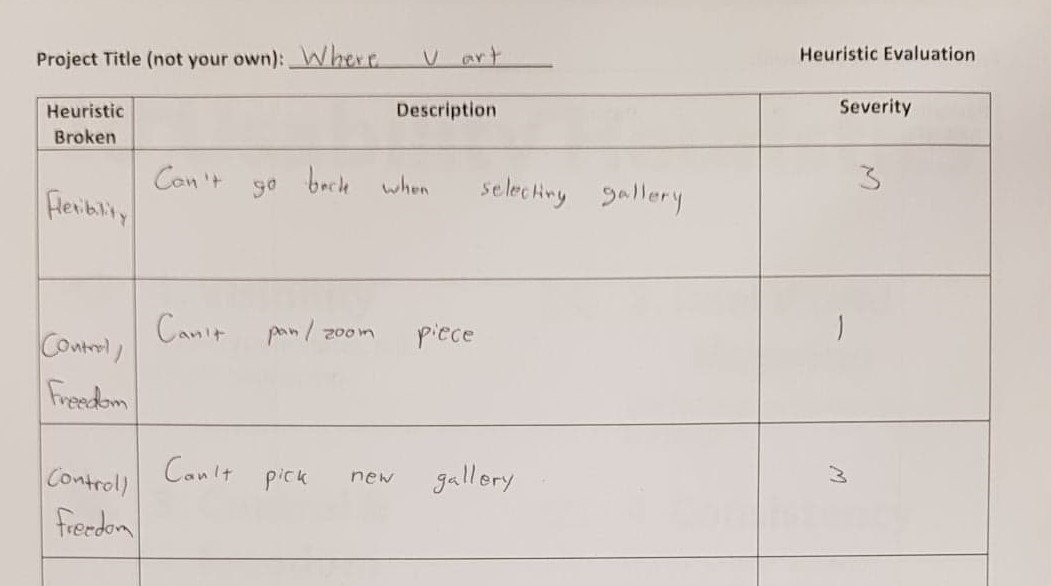 Project Title (not your own): Where U art
Heuristic Evaluation
Heuristic Broken
Description
Severity
Flexibility
Can't go back when selecting gallery
3
Control,
Freedom
Can't pan/zoom piece
1
Control,
Freedom
Can't pick new gallery
3